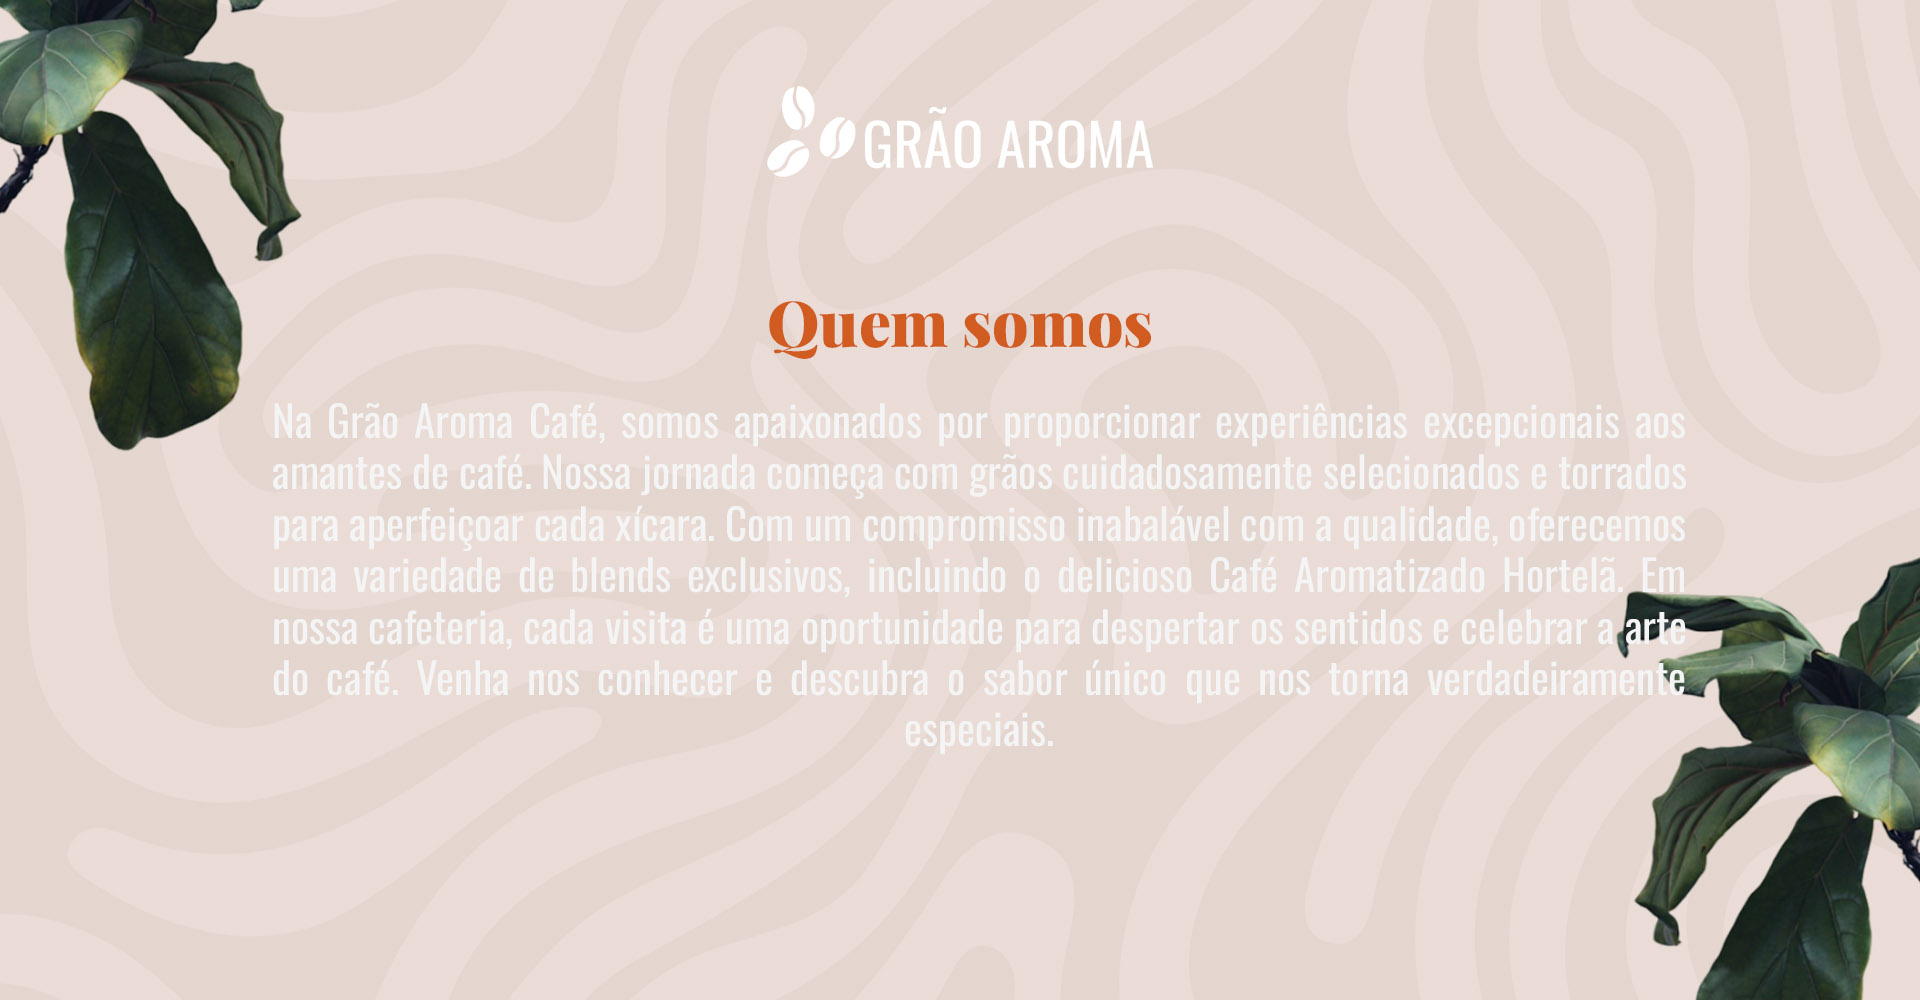 GRÃO AROMA
Quem somos
Na Grão Aroma Café, somos apaixonados por proporcionar experiências excepcionais aos
amantes de café. Nossa jornada começa com grãos cuidadosamente selecionados e torrados
para aperfeiçoar cada xícara. Com um compromisso inabalável com a qualidade, oferecemos
uma variedade de blends exclusivos, incluindo o delicioso Café Aromatizado Hortelã. Em
nossa cafeteria, cada visita é uma oportunidade para despertar os sentidos e celebrar a arte
do café. Venha nos conhecer e descubra o sabor único que nos torna verdadeiramente
especiais.